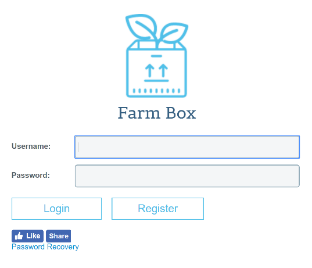 Farm Box
Username:
Password:
Login Register
Like Share
Password Recovery